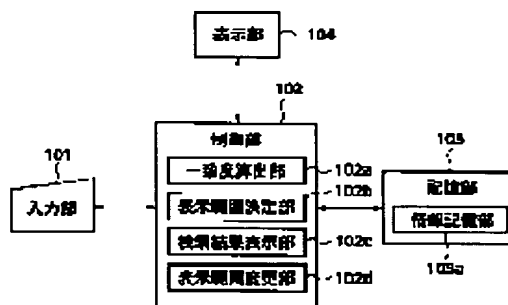 表示部
104
102
制御部
101
入力部
一致度算出部
102a
表示範囲決定部
102b
検索結果表示部
102c
表示範囲変更部
102d
103
記憶部
情報記憶部
103a